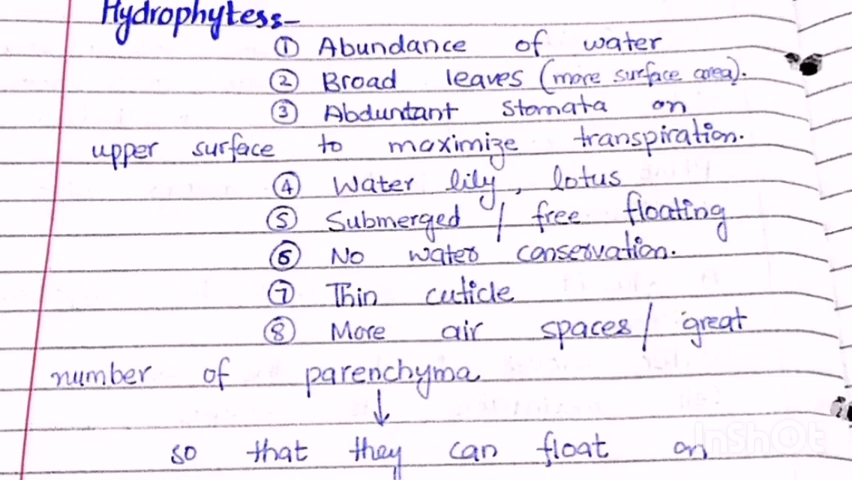 Hydrophytess-
① Abundance of water
② Broad leaves (more surface area).
③ Abduntant stomata on
upper surface to maximize transpiration.
④ Water lily, lotus
⑤ Submerged / free floating
⑥ No water conservation.
⑦ Thin cuticle
⑧ More air spaces / great
number of parenchyma
↓
so that they can float on
InShOt